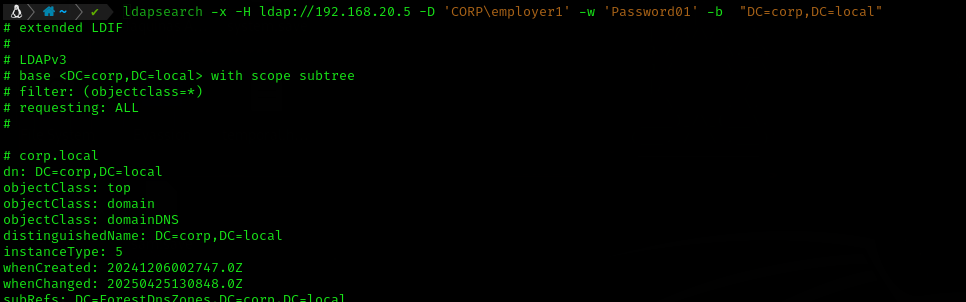 ~ ✔ ldapsearch -x -H ldap://192.168.20.5 -D 'CORP\employer1' -w 'Password01' -b  "DC=corp,DC=local"
# extended LDIF
#
# LDAPv3
# base <DC=corp,DC=local> with scope subtree
# filter: (objectclass=*)
# requesting: ALL
#
# corp.local
dn: DC=corp,DC=local
objectClass: top
objectClass: domain
objectClass: domainDNS
distinguishedName: DC=corp,DC=local
instanceType: 5
whenCreated: 20241206002747.0Z
whenChanged: 20250425130848.0Z
subRefs: DC=ForestDnsZones,DC=corp,DC=local